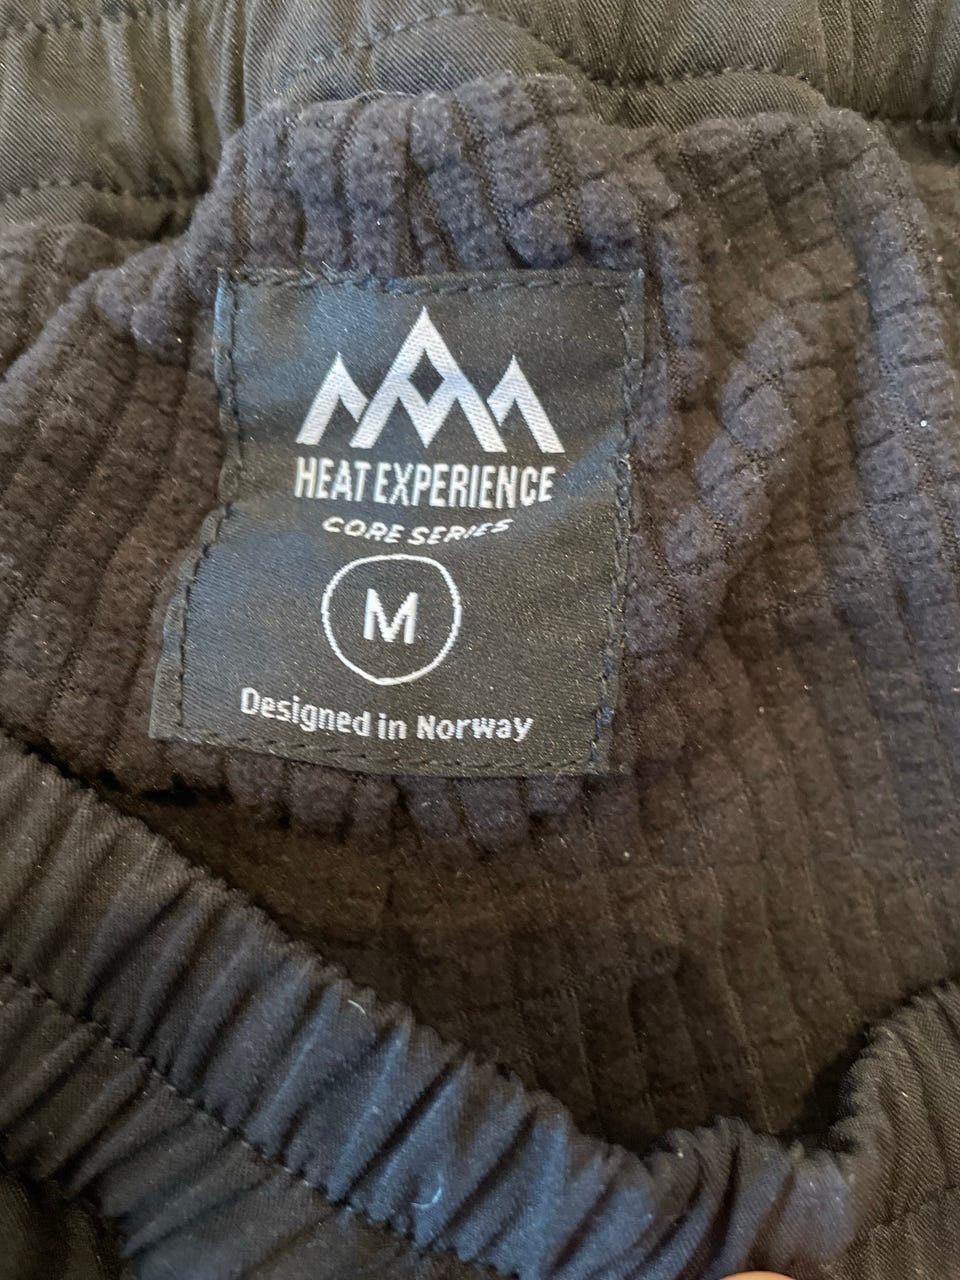 HEAT EXPERIENCE
CORE SERIES
M
Designed in Norway